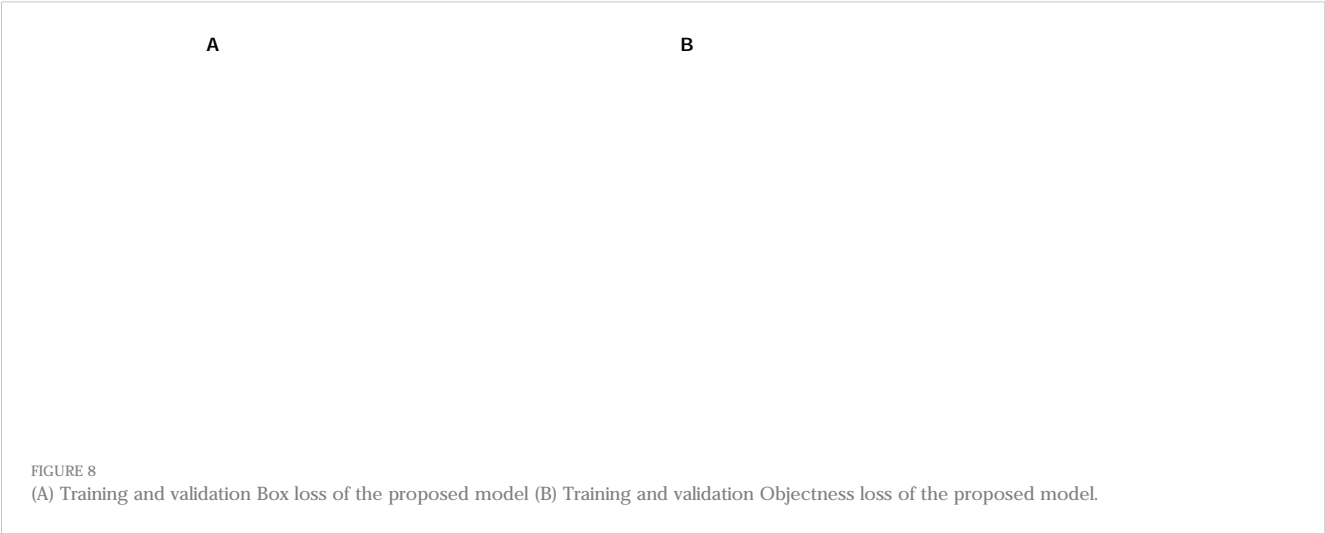 A B
FIGURE 8
(A) Training and validation Box loss of the proposed model (B) Training and validation Objectness loss of the proposed model.